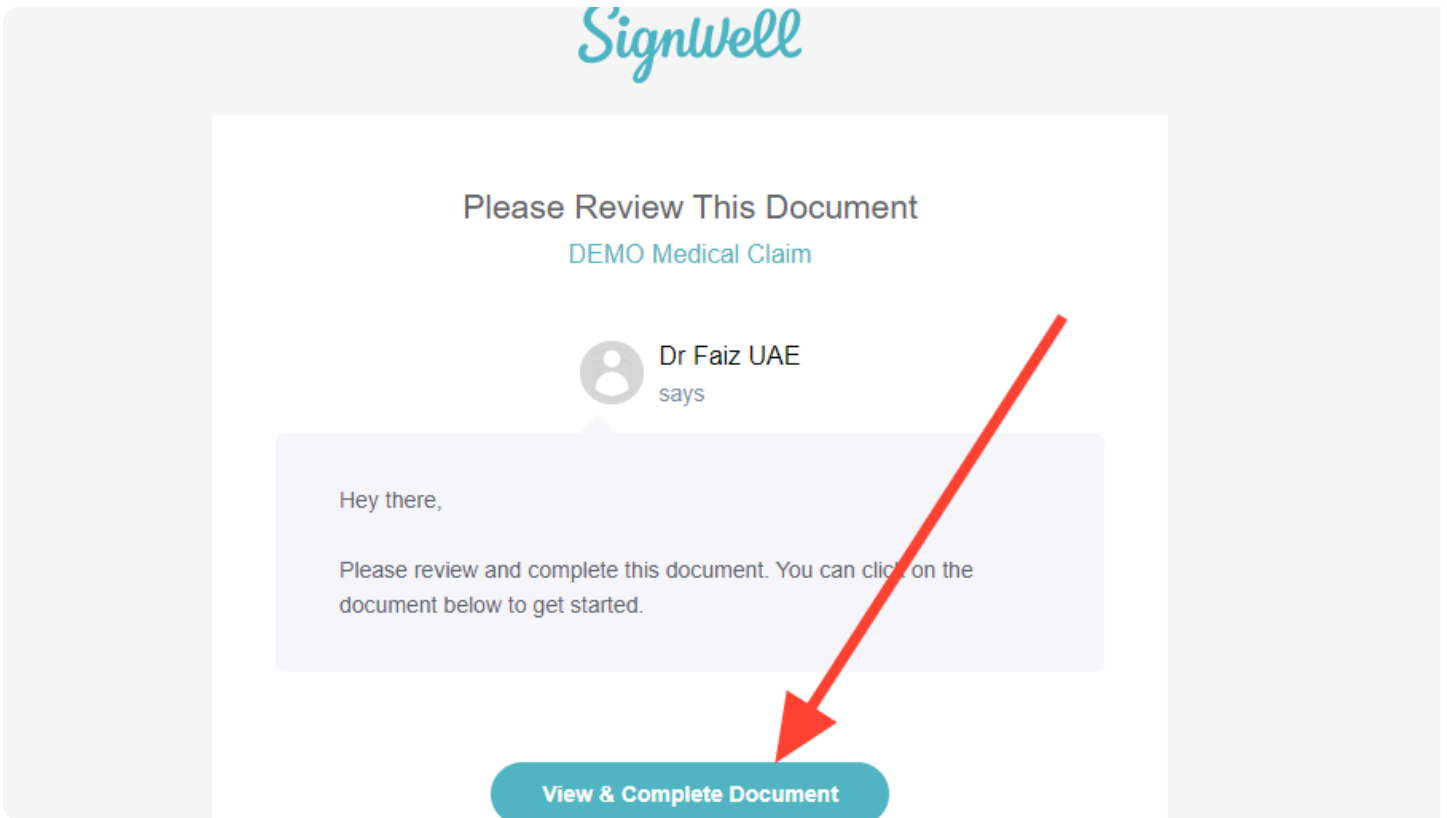 SignWell
Please Review This Document
DEMO Medical Claim
Dr Faiz UAE
says
Hey there,
Please review and complete this document. You can click on the
document below to get started.
View & Complete Document